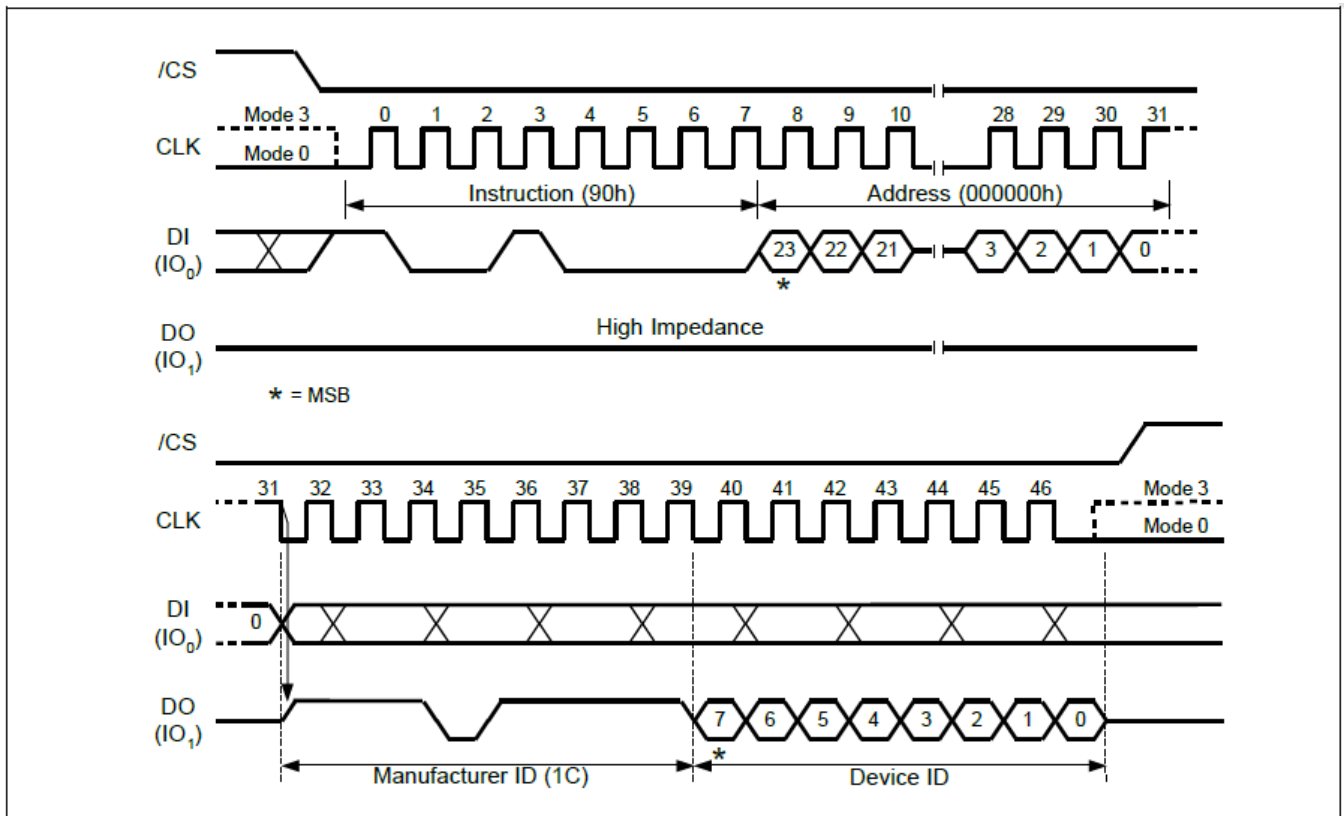 /CS
Mode 3 0 1 2 3 4 5 6 7 8 9 10 28 29 30 31
CLK
Mode 0
Instruction (90h) Address (000000h)
DI
(IO0)
23 22 21 3 2 1 0
*
High Impedance
DO
(IO1)
* = MSB
/CS
31 32 33 34 35 36 37 38 39 40 41 42 43 44 45 46 Mode 3
CLK
Mode 0
DI
(IO0)
0
DO
(IO1)
7 6 5 4 3 2 1 0
*
Manufacturer ID (1C) Device ID